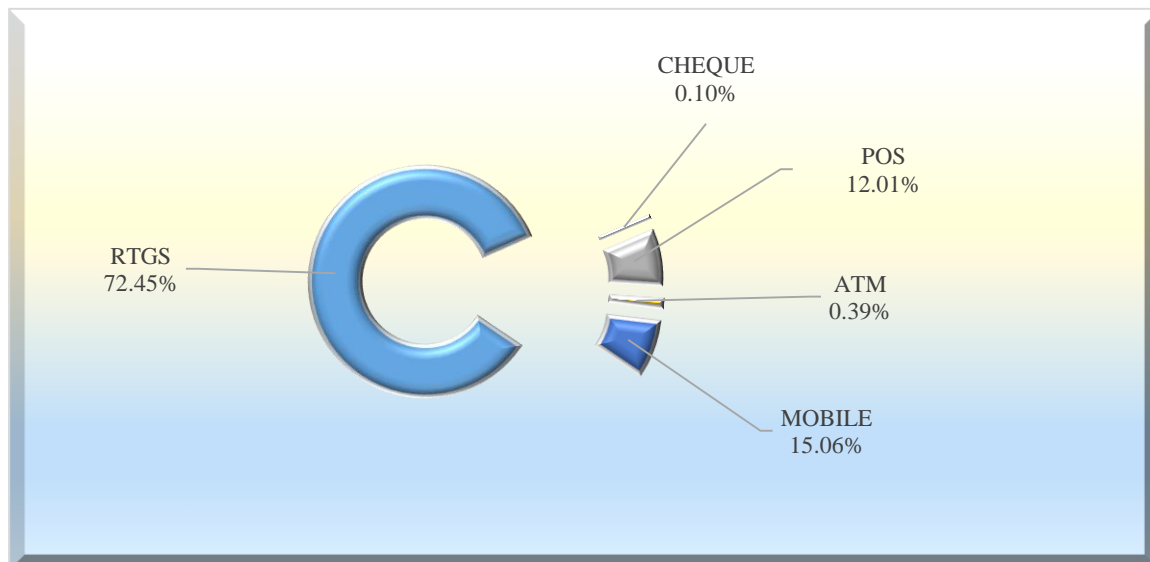 CHEQUE
0.10%
POS
12.01%
RTGS
72.45%
ATM
0.39%
MOBILE
15.06%